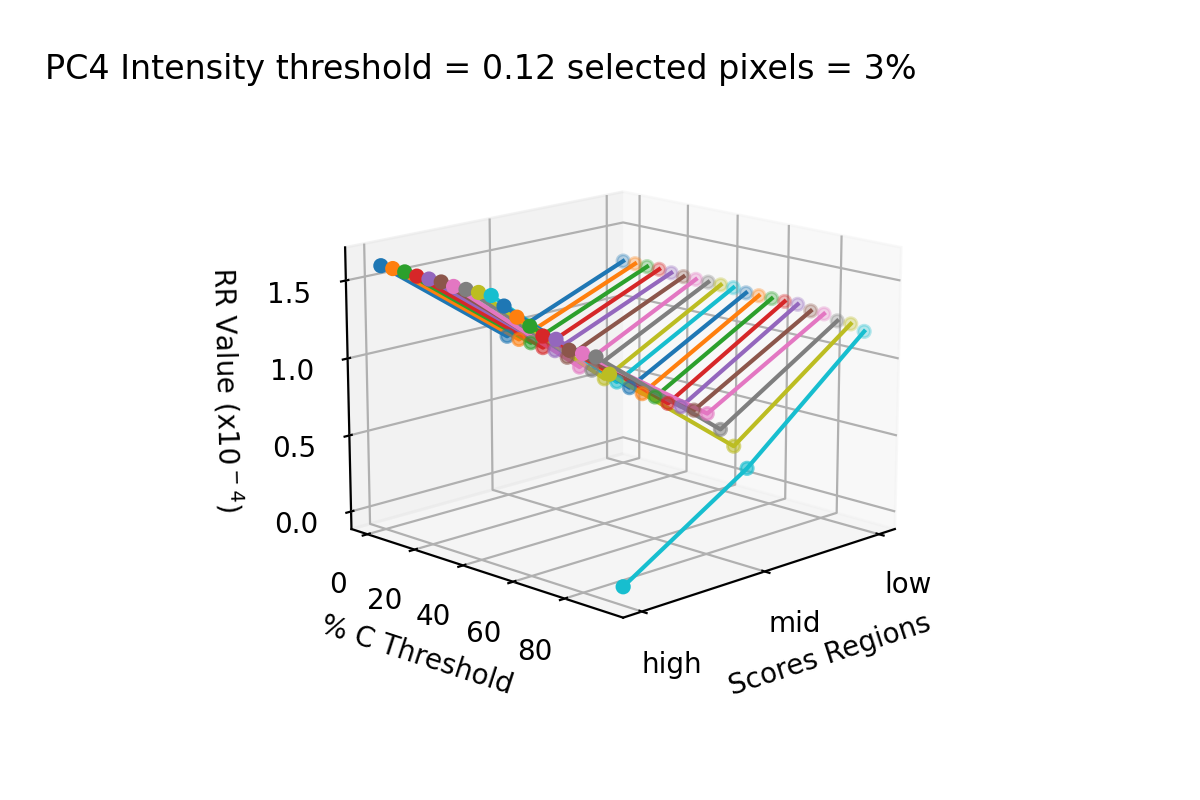 PC4 Intensity threshold = 0.12 selected pixels = 3%
RR Value (x10⁻⁴)
1.5
1.0
0.5
0.0
0
20
40
60
80
% C Threshold
high
mid
low
Scores Regions